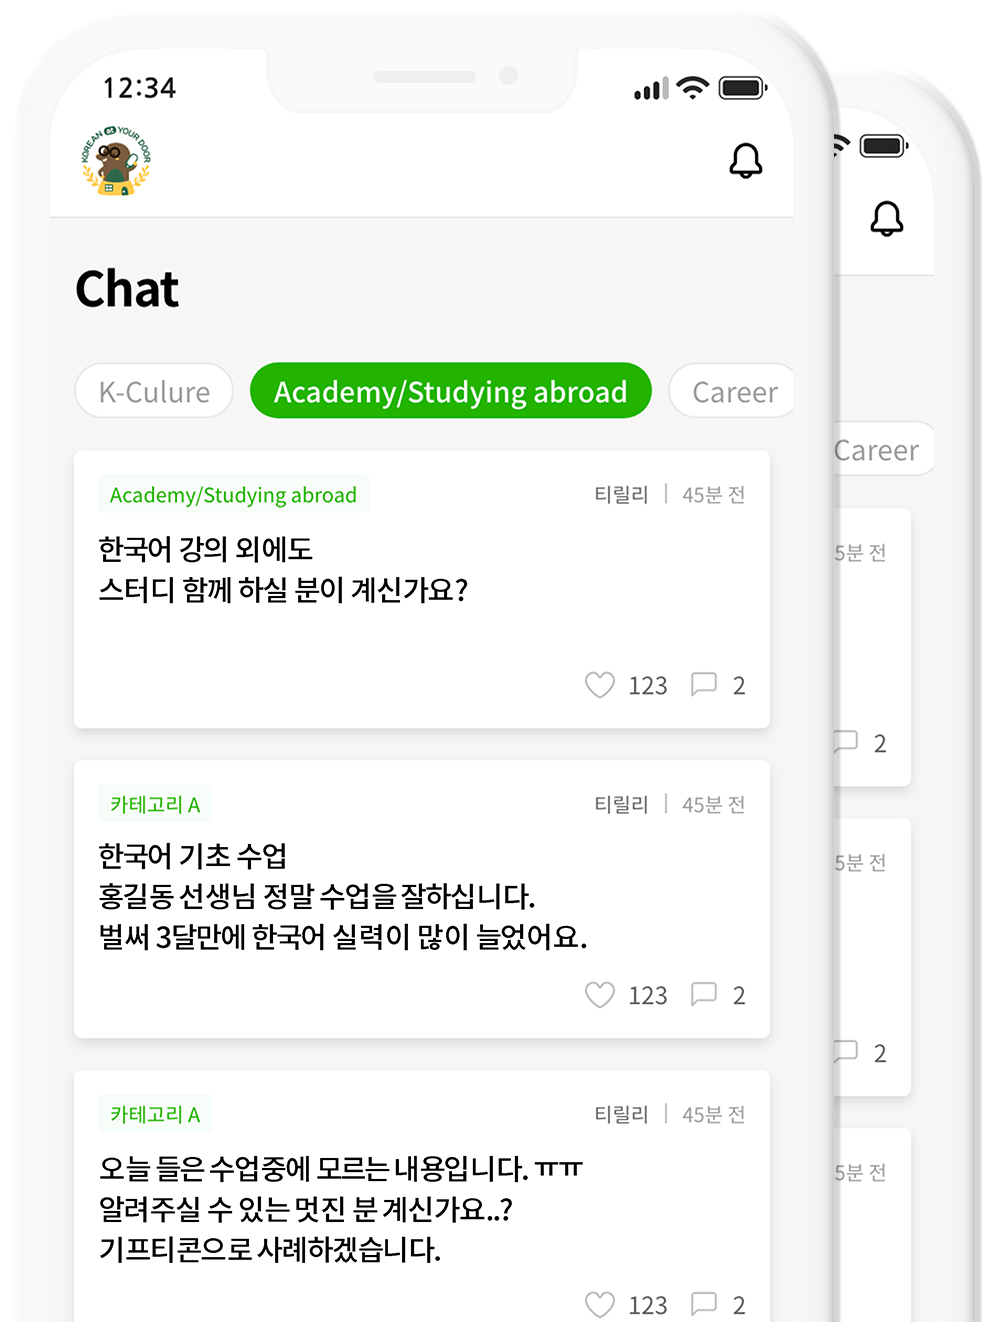 12:34
KOREAN at YOUR DOOR
Chat
K-Culure
Academy/Studying abroad
Career
Academy/Studying abroad
티릴리
45분 전
한국어 강의 외에도
스터디 함께 하실 분이 계신가요?
123
2
카테고리 A
티릴리
45분 전
한국어 기초 수업
홍길동 선생님 정말 수업을 잘하십니다.
벌써 3달만에 한국어 실력이 많이 늘었어요.
123
2
카테고리 A
티릴리
45분 전
오늘 들은 수업중에 모르는 내용입니다. ㅠㅠ
알려주실 수 있는 멋진 분 계신가요..?
기프티콘으로 사례하겠습니다.
123
2
Career
5분 전
2
5분 전
2
5분 전